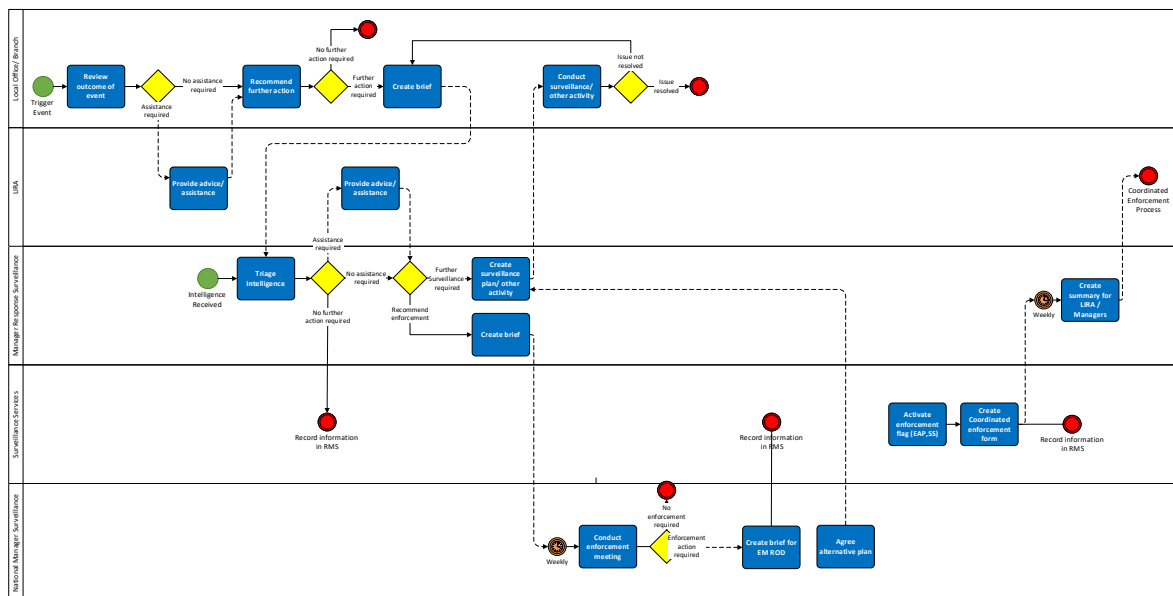 Local Office/ Branch
Trigger
Event
Review
outcome of
event
No assistance
required
Assistance
required
Recommend
further action
No further
action required
Further
action
required
Create brief
Conduct
surveillance/
other activity
Issue not
resolved
Issue
resolved
LIRA
Provide advice/
assistance
Provide advice/
assistance
Coordinated
Enforcement
Process
Manager Response Surveillance
Intelligence
Received
Triage
Intelligence
Assistance
required
No assistance
required
No further
action required
Further
Surveillance
required
Recommend
enforcement
Create
surveillance
plan/ other
activity
Create brief
Weekly
Create
summary for
LIRA /
Managers
Surveillance Services
Record information
in RMS
Record information
in RMS
Activate
enforcement
flag (EAP,SS)
Create
Coordinated
enforcement
form
Record information
in RMS
National Manager Surveillance
Weekly
Conduct
enforcement
meeting
No
enforcement
required
Enforcement
action
required
Create brief for
EM ROD
Agree
alternative plan